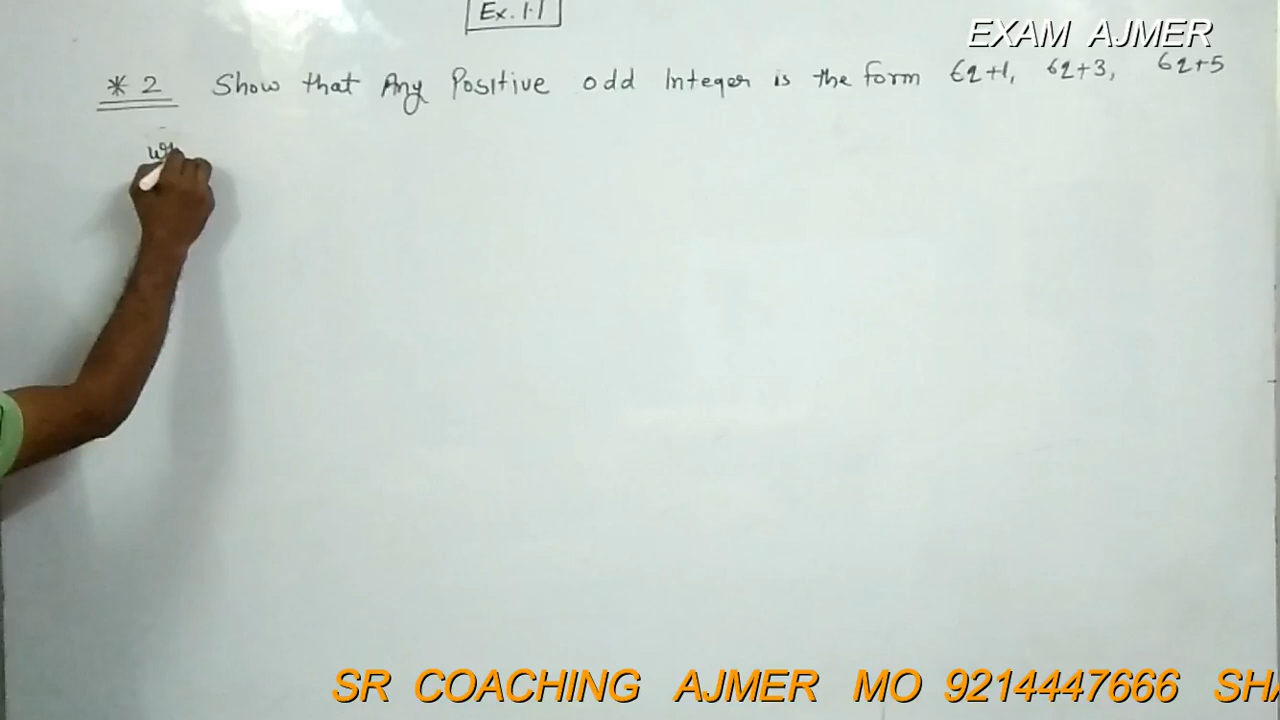 Ex. 1.1
EXAM AJMER
* 2 Show that Any Positive odd Integer is the form 6q+1, 6q+3, 6q+5
SR COACHING AJMER MO 9214447666